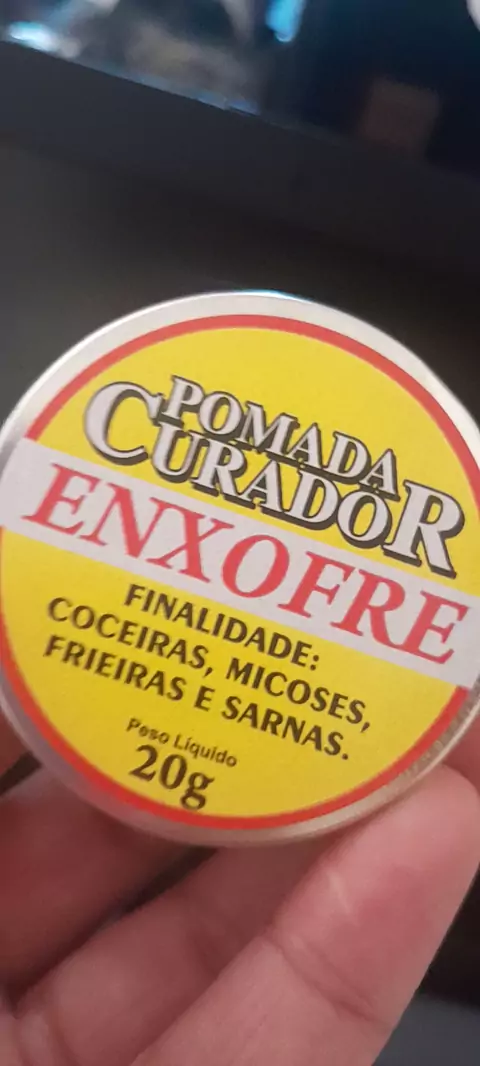 POMADA
CURADOR
ENXOFRE
FINALIDADE:
COCEIRAS, MICOSES,
FRIEIRAS E SARNAS.
Peso Líquido
20g